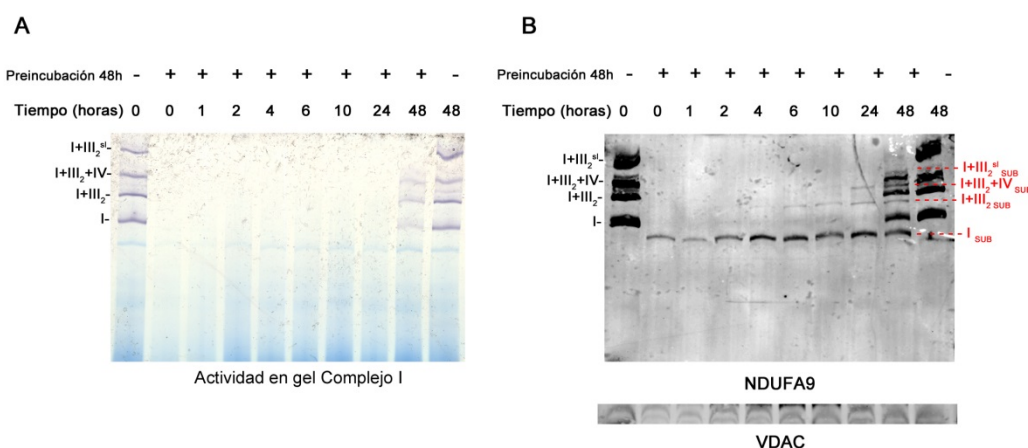 A
Preincubación 48h - + + + + + + + + -
Tiempo (horas) 0 0 1 2 4 6 10 24 48 48
I+III₂ˢˡ-
I+III₂+IV-
I+III₂-
I-
Actividad en gel Complejo I
B
Preincubación 48h - + + + + + + + + -
Tiempo (horas) 0 0 1 2 4 6 10 24 48 48
I+III₂ˢˡ-
I+III₂+IV-
I+III₂-
I-
I+III₂ˢˡ SUB
I+III₂+IV SUB
I+III₂ SUB
I SUB
NDUFA9
VDAC